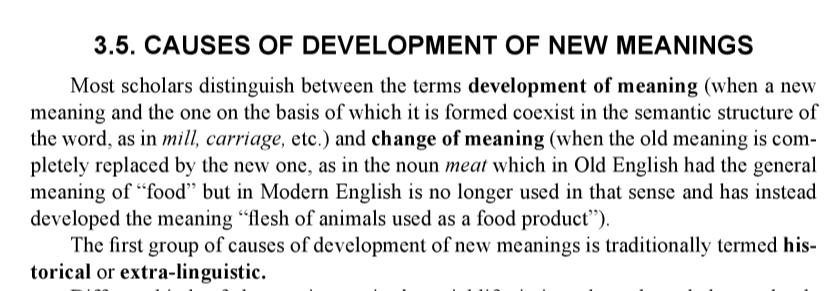 3.5. CAUSES OF DEVELOPMENT OF NEW MEANINGS
Most scholars distinguish between the terms development of meaning (when a new
meaning and the one on the basis of which it is formed coexist in the semantic structure of
the word, as in mill, carriage, etc.) and change of meaning (when the old meaning is com-
pletely replaced by the new one, as in the noun meat which in Old English had the general
meaning of “food” but in Modern English is no longer used in that sense and has instead
developed the meaning “flesh of animals used as a food product”).
The first group of causes of development of new meanings is traditionally termed his-
torical or extra-linguistic.